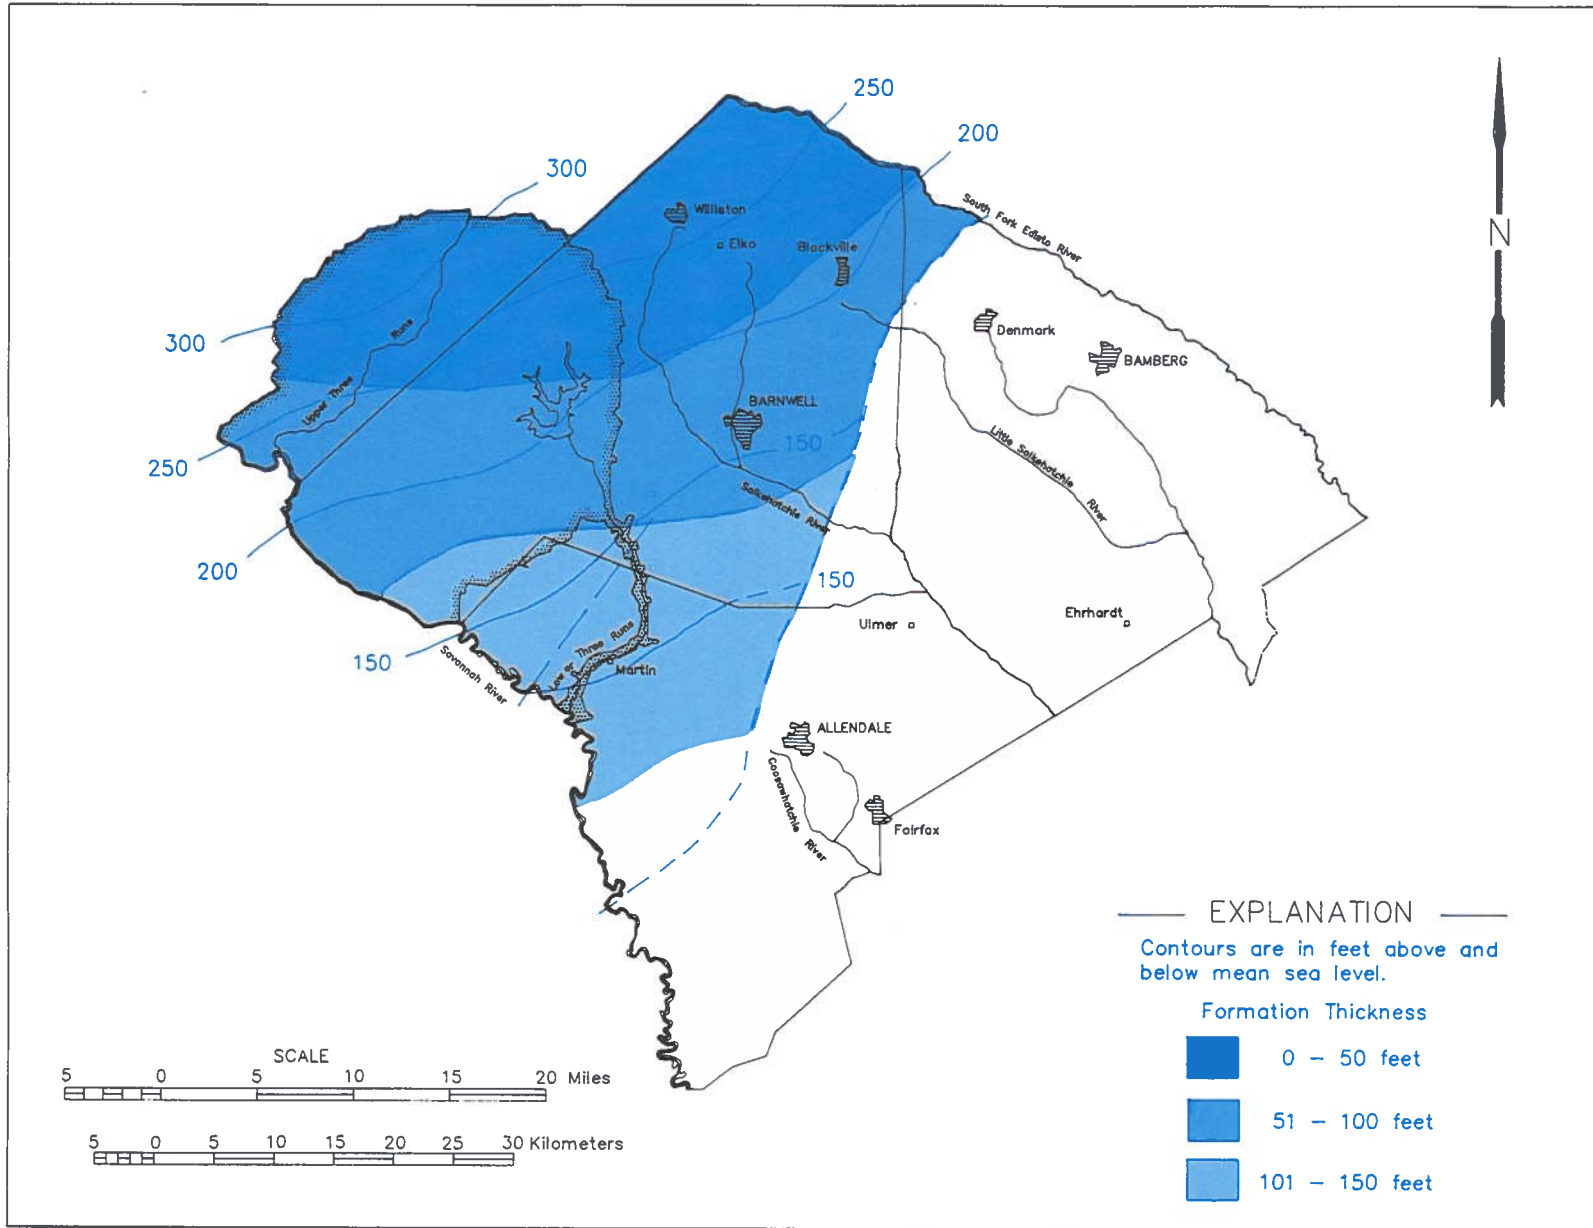 250
200
300
South Fork Edisto River
Williston
Elko
Blackville
300
Upper Three Runs
Denmark
BAMBERG
BARNWELL
150
Little Salkehatchie
River
250
Salkehatchie River
200
150
Ulmer
Ehrhardt
Lower Three Runs
150
Savannah River
Martin
ALLENDALE
Coosawhatchie River
Fairfax
N
EXPLANATION
Contours are in feet above and
below mean sea level.
Formation Thickness
0 – 50 feet
51 – 100 feet
101 – 150 feet
SCALE
5 0 5 10 15 20 Miles
5 0 5 10 15 20 25 30 Kilometers